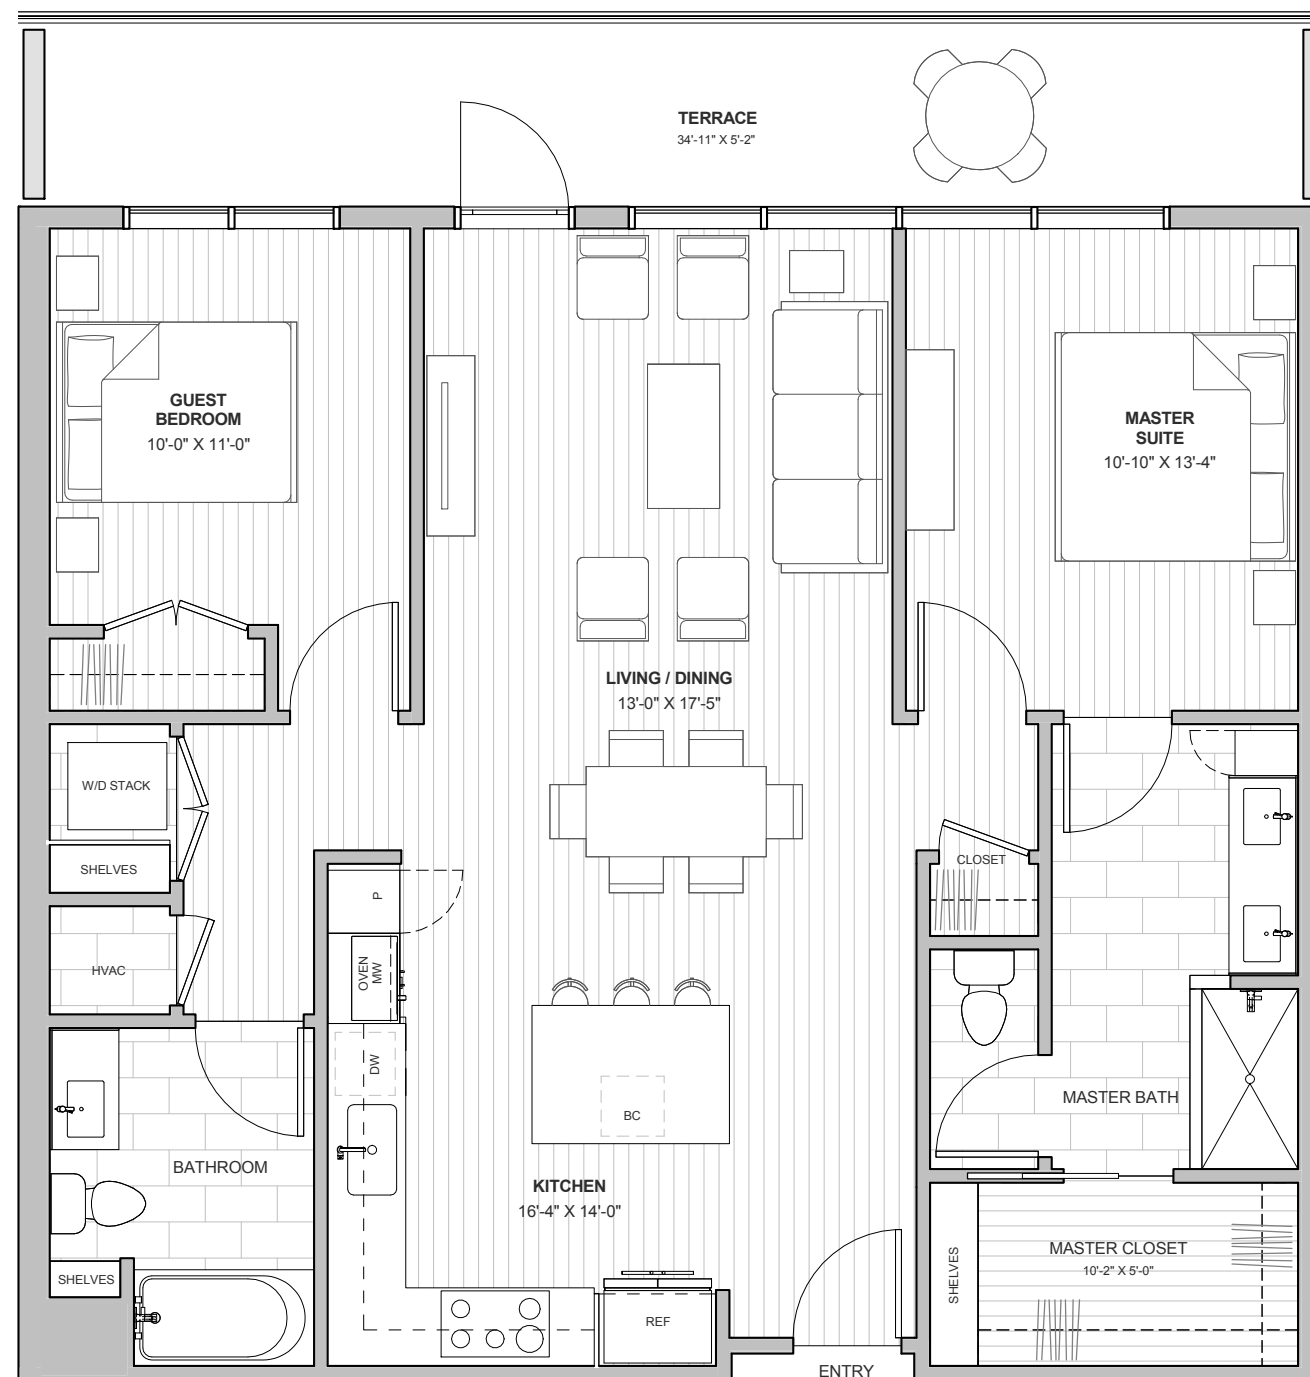 TERRACE
34'-11" X 5'-2"
GUEST
BEDROOM
10'-0" X 11'-0"
MASTER
SUITE
10'-10" X 13'-4"
LIVING / DINING
13'-0" X 17'-5"
W/D STACK
SHELVES
CLOSET
P
HVAC
OVEN
MW
DW
BC
MASTER BATH
BATHROOM
KITCHEN
16'-4" X 14'-0"
SHELVES
MASTER CLOSET
10'-2" X 5'-0"
SHELVES
REF
ENTRY